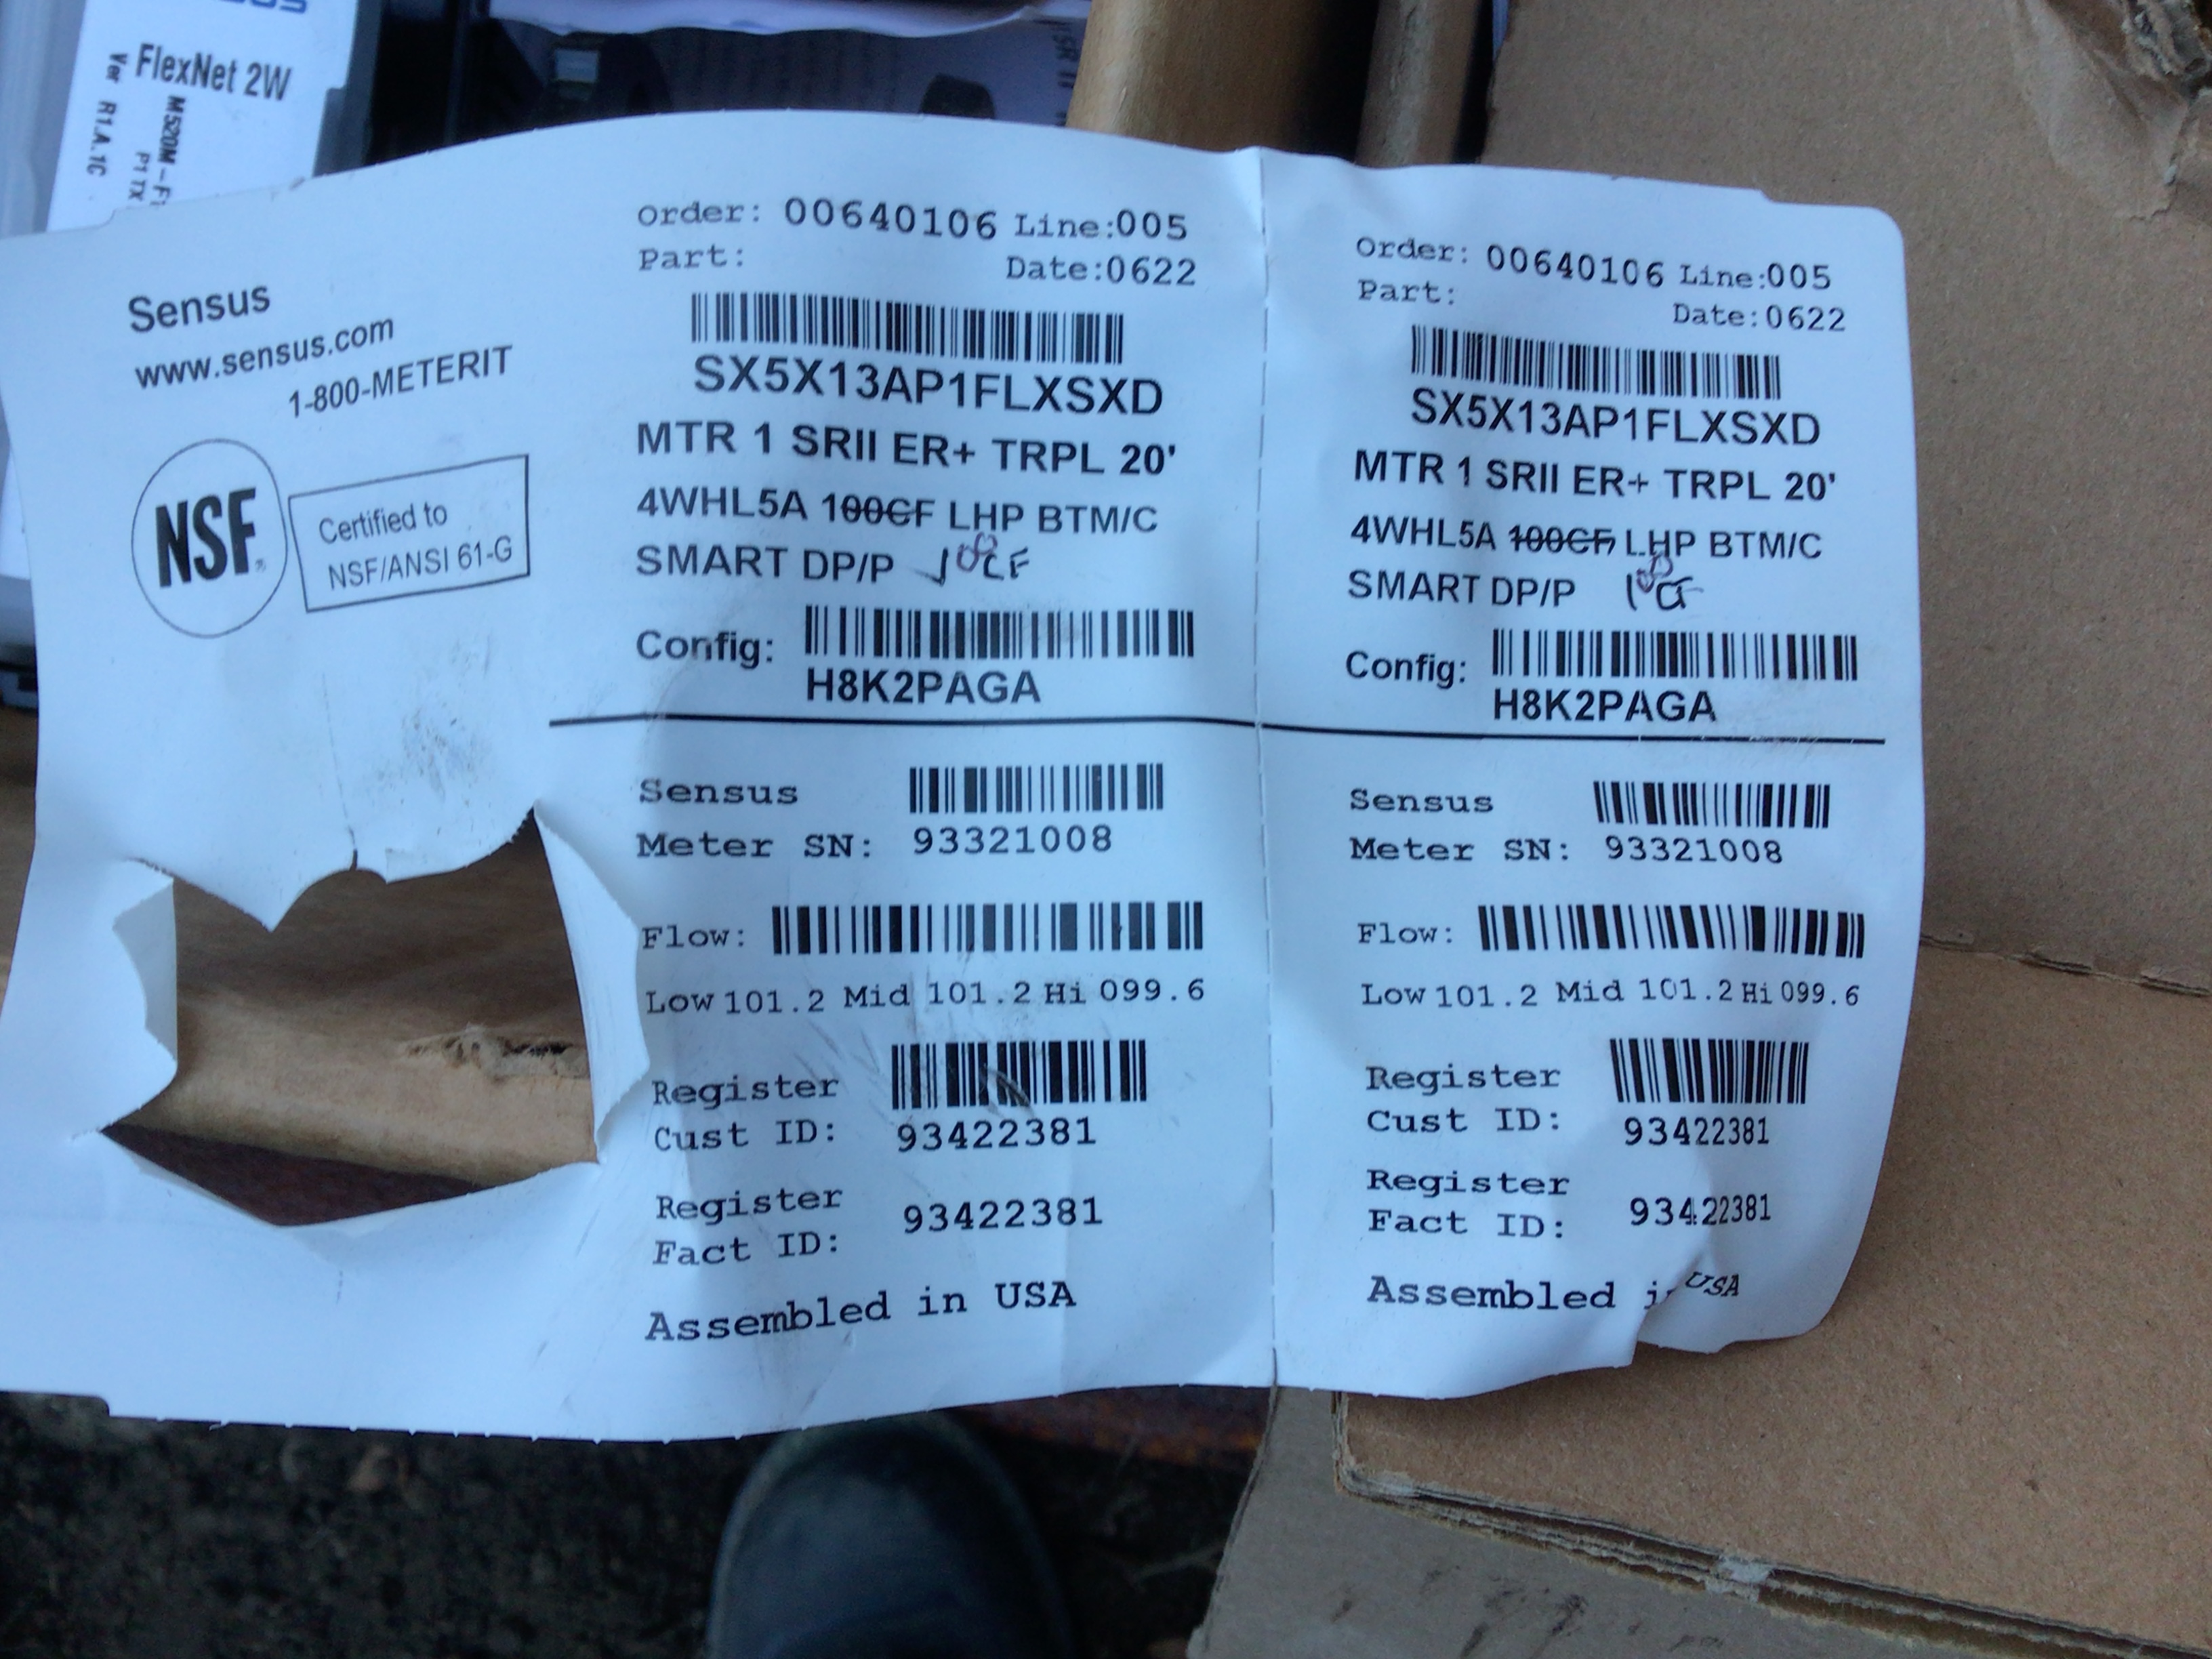 FlexNet 2W
Ver R1.A.1C
M520M-F
P1 TX
Sensus
www.sensus.com
1-800-METERIT
NSF
Certified to
NSF/ANSI 61-G
Order: 00640106 Line:005
Part: Date:0622
SX5X13AP1FLXSXD
MTR 1 SRII ER+ TRPL 20'
4WHL5A 100CF LHP BTM/C
SMART DP/P
Config:
H8K2PAGA
Sensus
Meter SN: 93321008
Flow:
Low 101.2 Mid 101.2 Hi 099.6
Register
Cust ID: 93422381
Register
Fact ID: 93422381
Assembled in USA
Order: 00640106 Line:005
Part: Date:0622
SX5X13AP1FLXSXD
MTR 1 SRII ER+ TRPL 20'
4WHL5A 100CF LHP BTM/C
SMART DP/P
Config:
H8K2PAGA
Sensus
Meter SN: 93321008
Flow:
Low 101.2 Mid 101.2 Hi 099.6
Register
Cust ID: 93422381
Register
Fact ID: 93422381
Assembled in USA